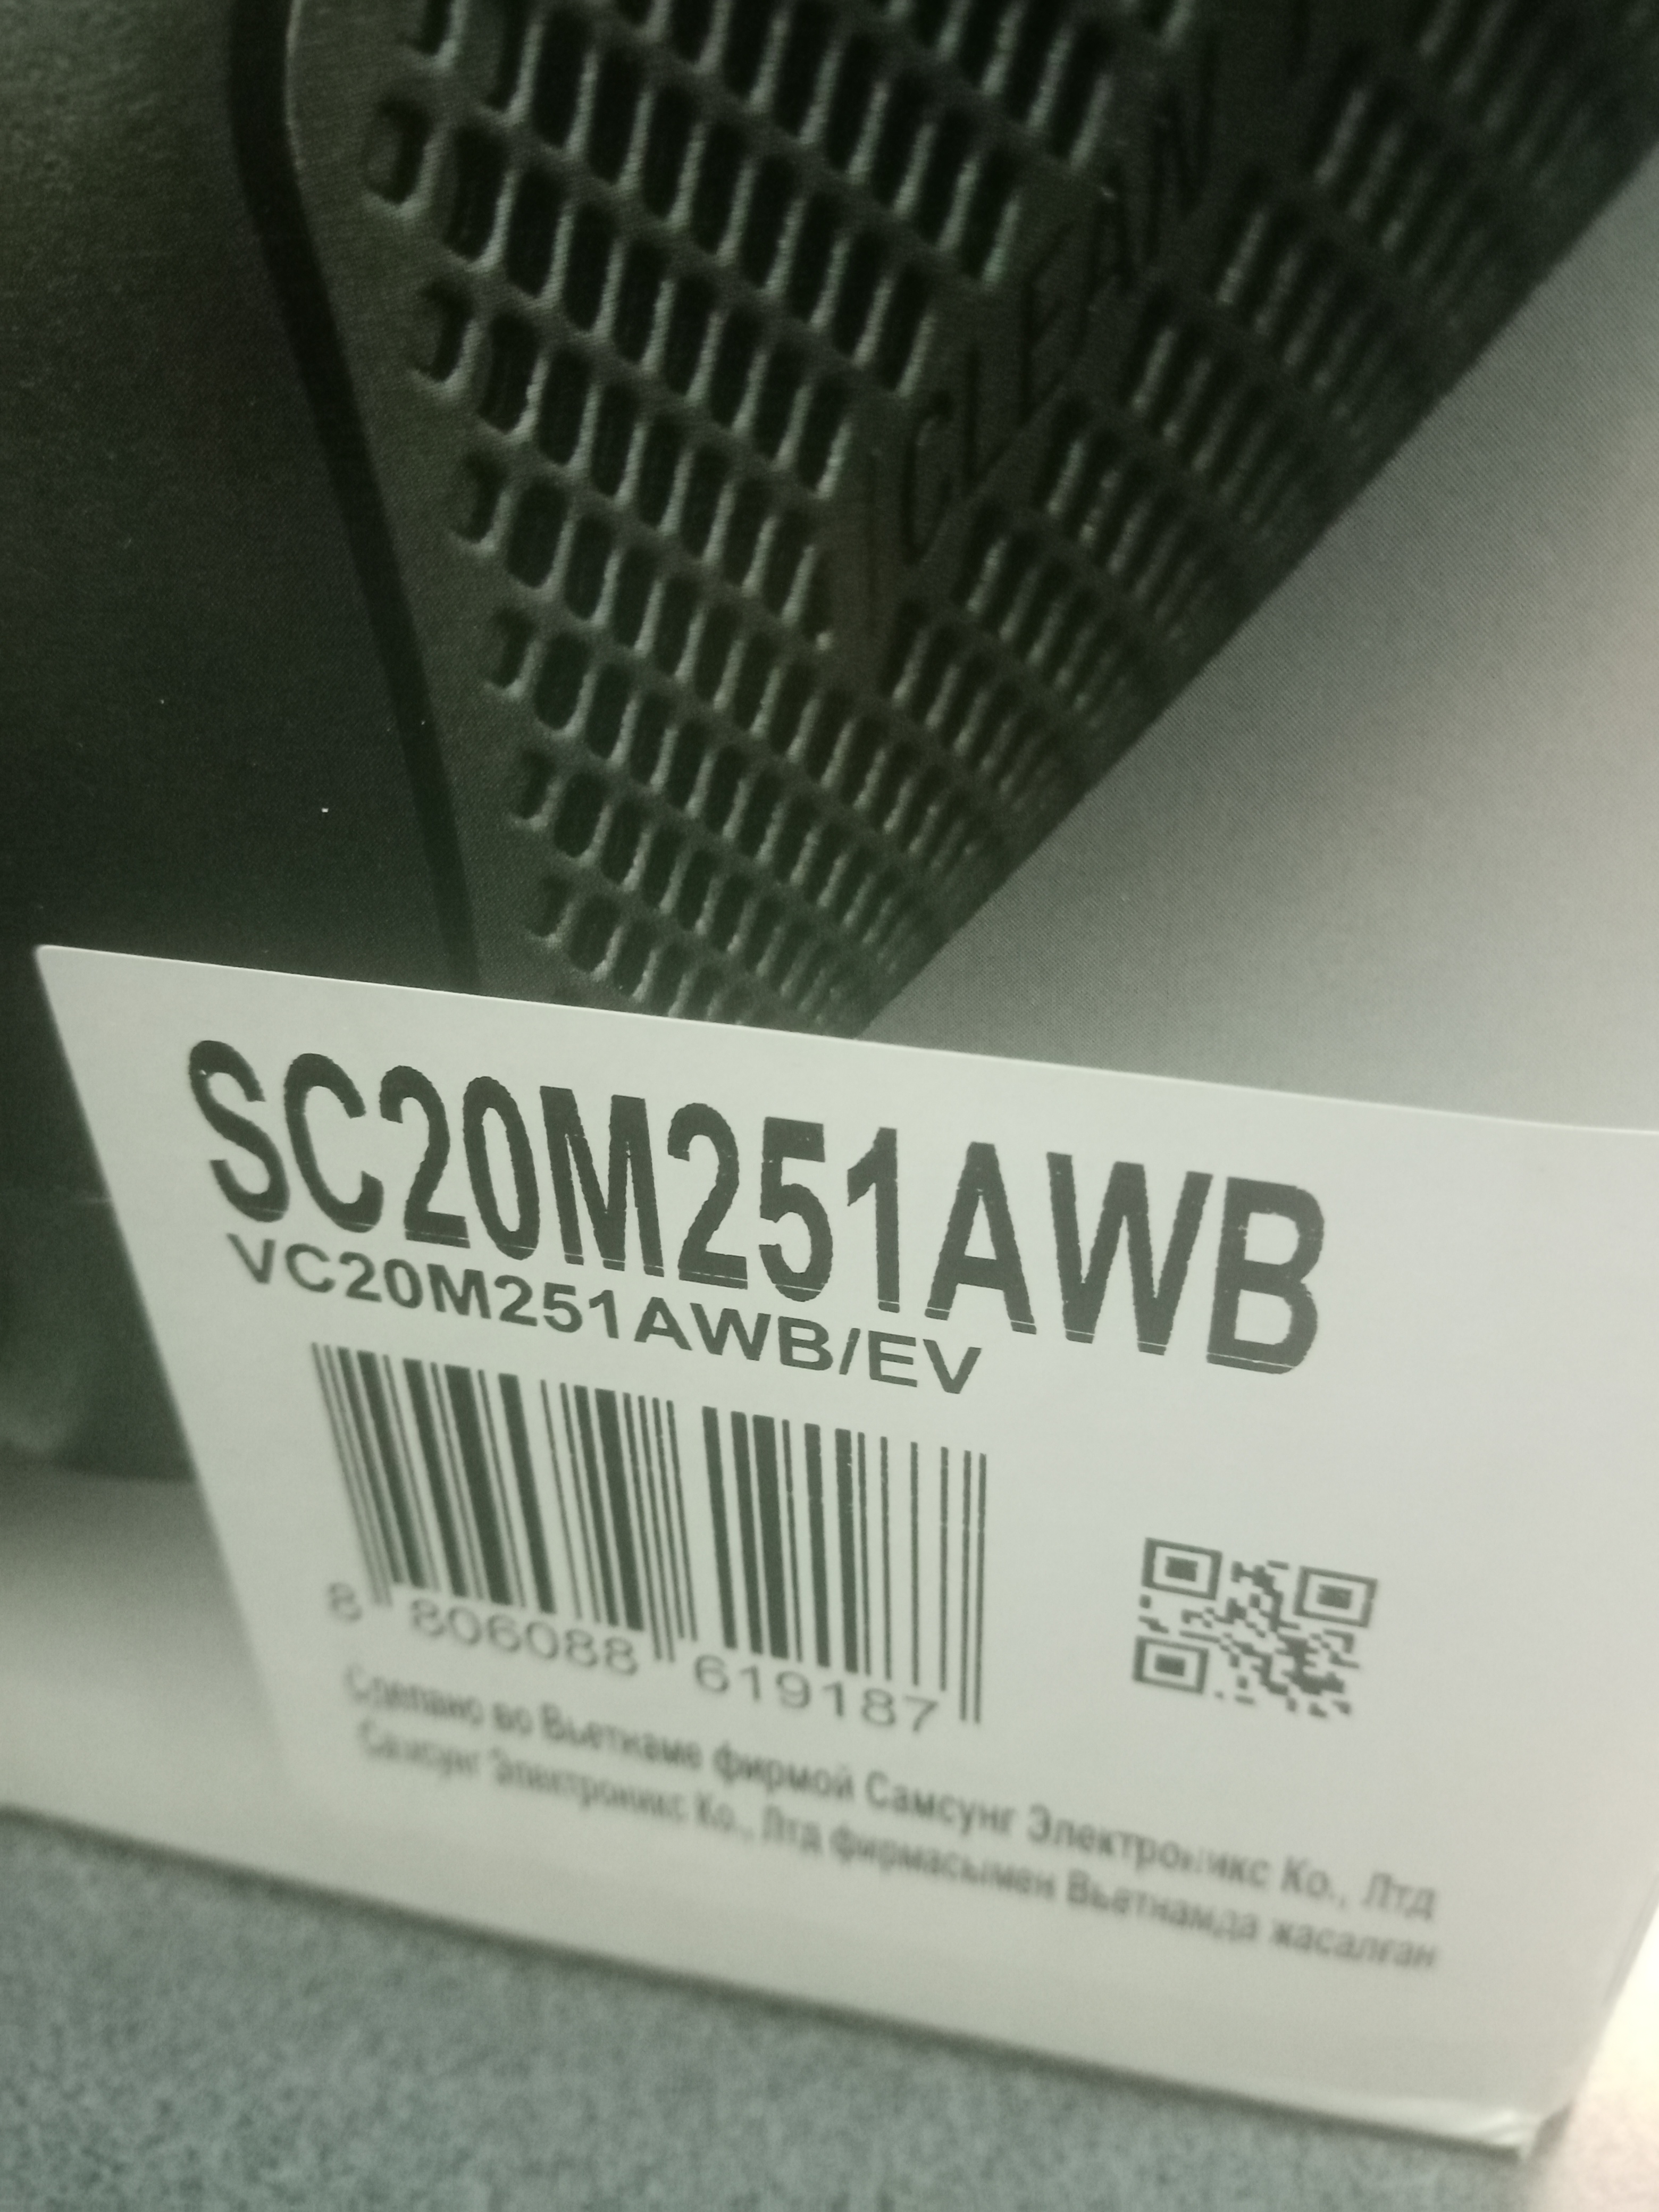 SC20M251AWB
VC20M251AWB/EV
8 806088 619187
Сделано во Вьетнаме фирмой Самсунг Электроникс Ко., Лтд
Самсунг Электроникс Ко., Лтд фирмасымен Вьетнамда жасалған